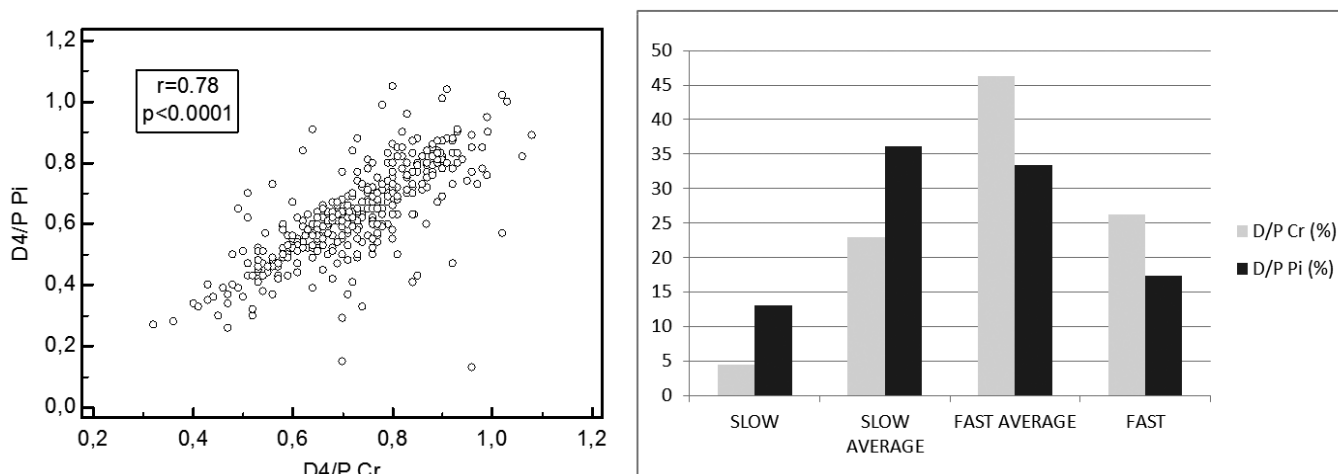 1,2
1,0
0,8
0,6
0,4
0,2
0,0
D4/P Pi
r=0.78
p<0.0001
0,2 0,4 0,6 0,8 1,0 1,2
D4/P Cr
50
45
40
35
30
25
20
15
10
5
0
SLOW SLOW AVERAGE FAST AVERAGE FAST
D/P Cr (%)
D/P Pi (%)